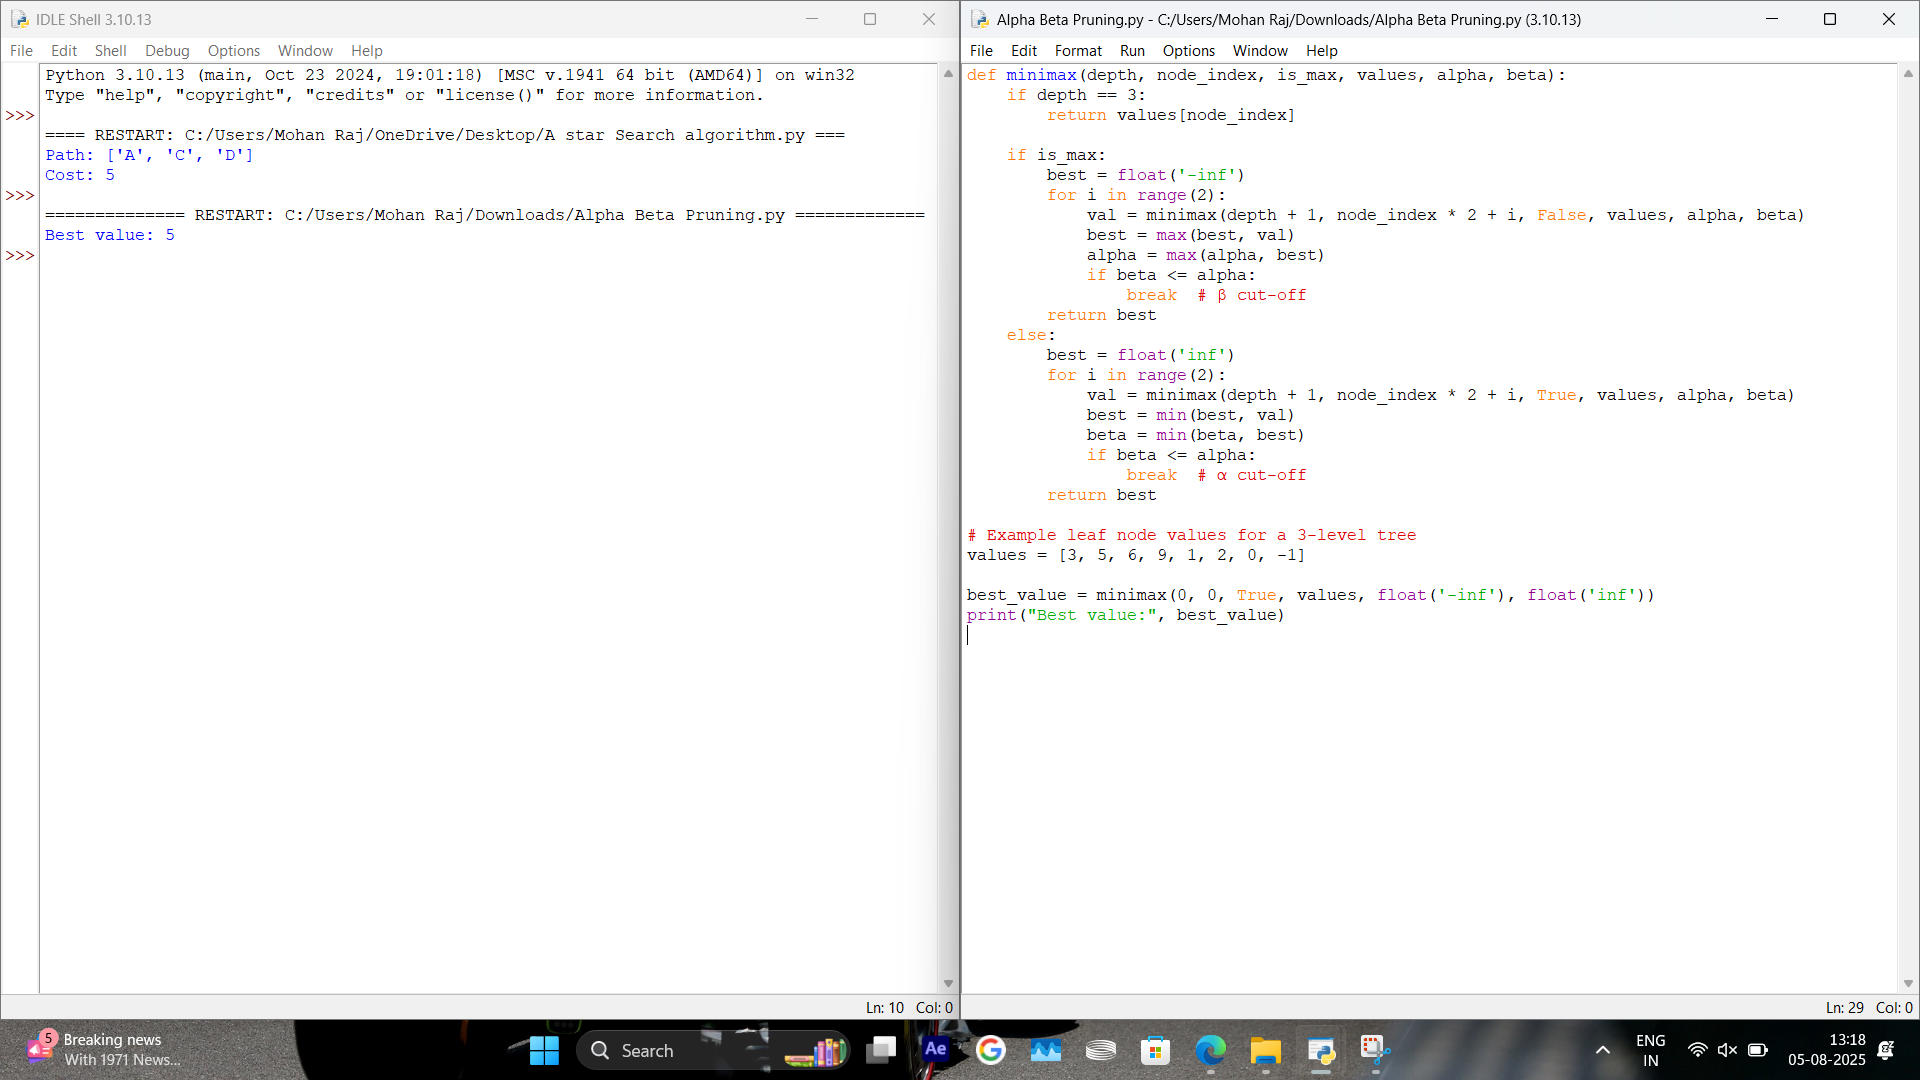 IDLE Shell 3.10.13
File Edit Shell Debug Options Window Help
Python 3.10.13 (main, Oct 23 2024, 19:01:18) [MSC v.1941 64 bit (AMD64)] on win32
Type "help", "copyright", "credits" or "license()" for more information.
>>>
==== RESTART: C:/Users/Mohan Raj/OneDrive/Desktop/A star Search algorithm.py ===
Path: ['A', 'C', 'D']
Cost: 5
>>>
============== RESTART: C:/Users/Mohan Raj/Downloads/Alpha Beta Pruning.py =============
Best value: 5
>>>
Ln: 10 Col: 0
Alpha Beta Pruning.py - C:/Users/Mohan Raj/Downloads/Alpha Beta Pruning.py (3.10.13)
File Edit Format Run Options Window Help
def minimax(depth, node_index, is_max, values, alpha, beta):
    if depth == 3:
        return values[node_index]

    if is_max:
        best = float('-inf')
        for i in range(2):
            val = minimax(depth + 1, node_index * 2 + i, False, values, alpha, beta)
            best = max(best, val)
            alpha = max(alpha, best)
            if beta <= alpha:
                break  # β cut-off
        return best
    else:
        best = float('inf')
        for i in range(2):
            val = minimax(depth + 1, node_index * 2 + i, True, values, alpha, beta)
            best = min(best, val)
            beta = min(beta, best)
            if beta <= alpha:
                break  # α cut-off
        return best

# Example leaf node values for a 3-level tree
values = [3, 5, 6, 9, 1, 2, 0, -1]

best_value = minimax(0, 0, True, values, float('-inf'), float('inf'))
print("Best value:", best_value)
Ln: 29 Col: 0
5
Breaking news
With 1971 News...
Search
Ae
ENG
IN
13:18
05-08-2025